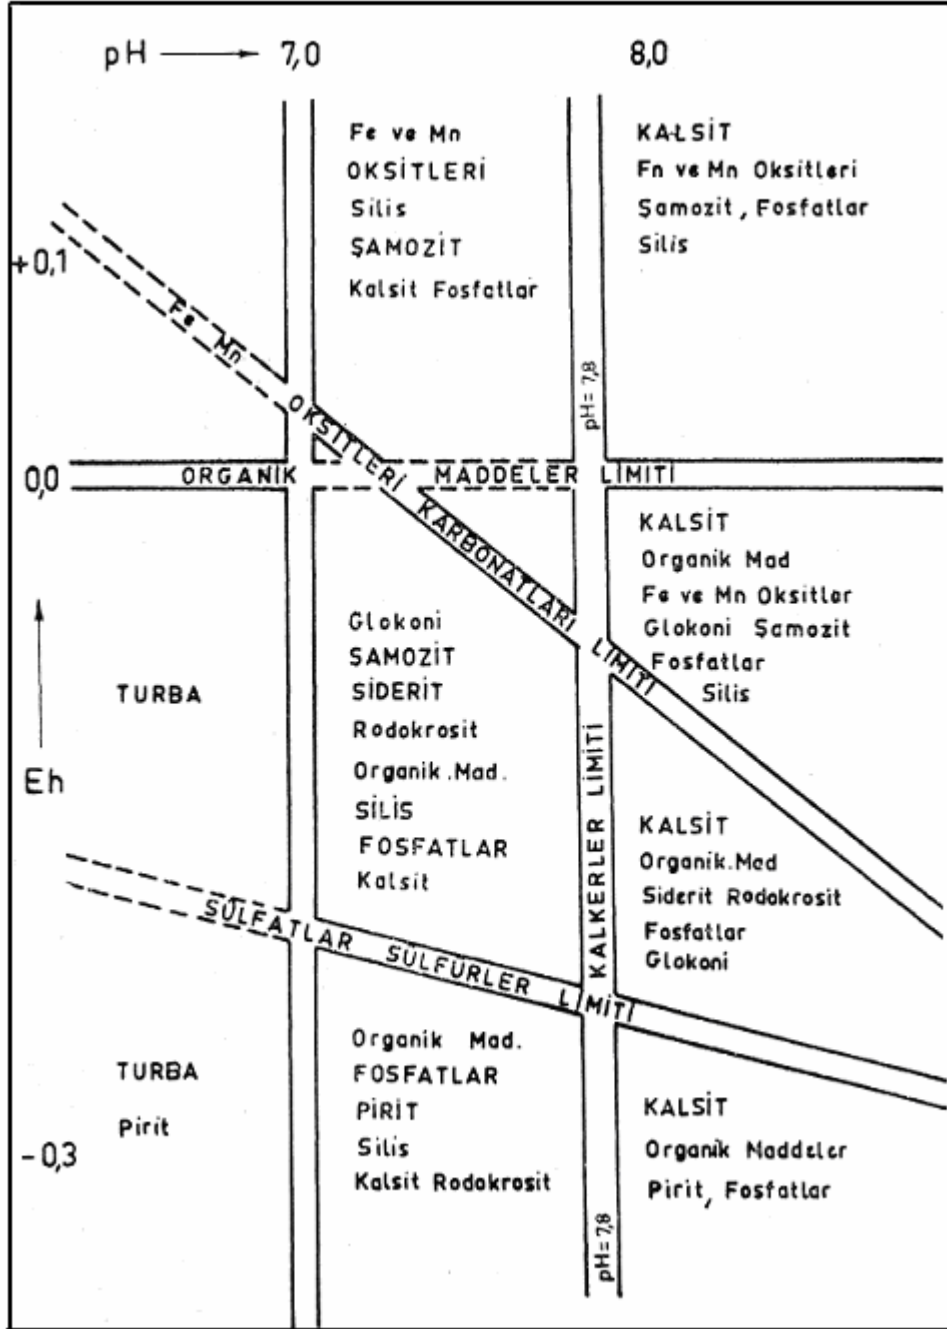 pH 7,0 8,0
Fe ve Mn
OKSİTLERİ
Silis
ŞAMOZİT
Kalsit Fosfatlar
KALSİT
Fn ve Mn Oksitleri
Şamozit, Fosfatlar
Silis
+0,1
Fe Mn OKSİTLERİ KARBONATLARI LİMİTİ
pH=7,8
0,0
ORGANİK MADDELER LİMİTİ
KALSİT
Organik Mad
Fe ve Mn Oksitler
Glokoni Şamozit
Fosfatlar
Silis
Glokoni
ŞAMOZİT
SİDERİT
Rodokrosit
Organik.Mad.
SİLİS
FOSFATLAR
Kalsit
TURBA
Eh
KALKERLER LİMİTİ
KALSİT
Organik.Mad
Siderit Rodokrosit
Fosfatlar
Glokoni
SÜLFATLAR SÜLFÜRLER LİMİTİ
TURBA
Pirit
-0,3
Organik Mad.
FOSFATLAR
PİRİT
Silis
Kalsit Rodokrosit
KALSİT
Organik Maddeler
Pirit, Fosfatlar
pH=7,8